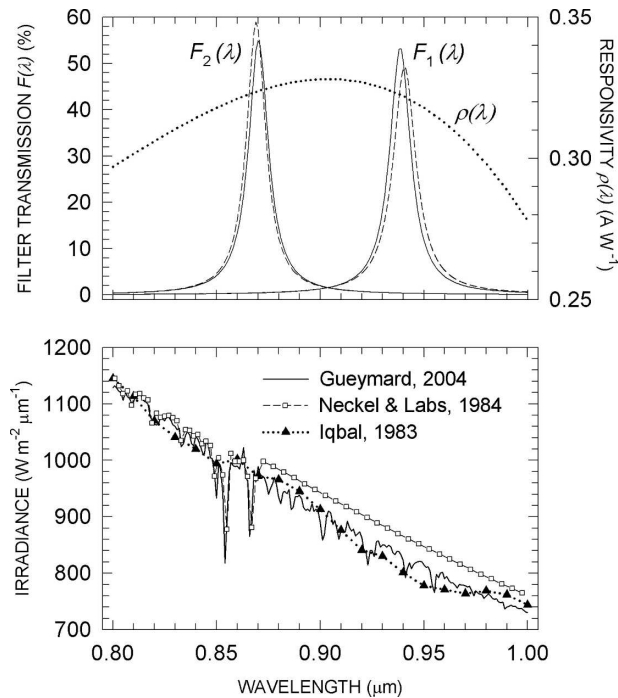 FILTER TRANSMISSION F(λ) (%)
60
50
40
30
20
10
0
F₂(λ)
F₁(λ)
ρ(λ)
0.35
0.30
0.25
RESPONSIVITY ρ(λ) (A W⁻¹)
IRRADIANCE (W m⁻² μm⁻¹)
1200
1100
1000
900
800
700
Gueymard, 2004
Neckel & Labs, 1984
Iqbal, 1983
0.80 0.85 0.90 0.95 1.00
WAVELENGTH (μm)